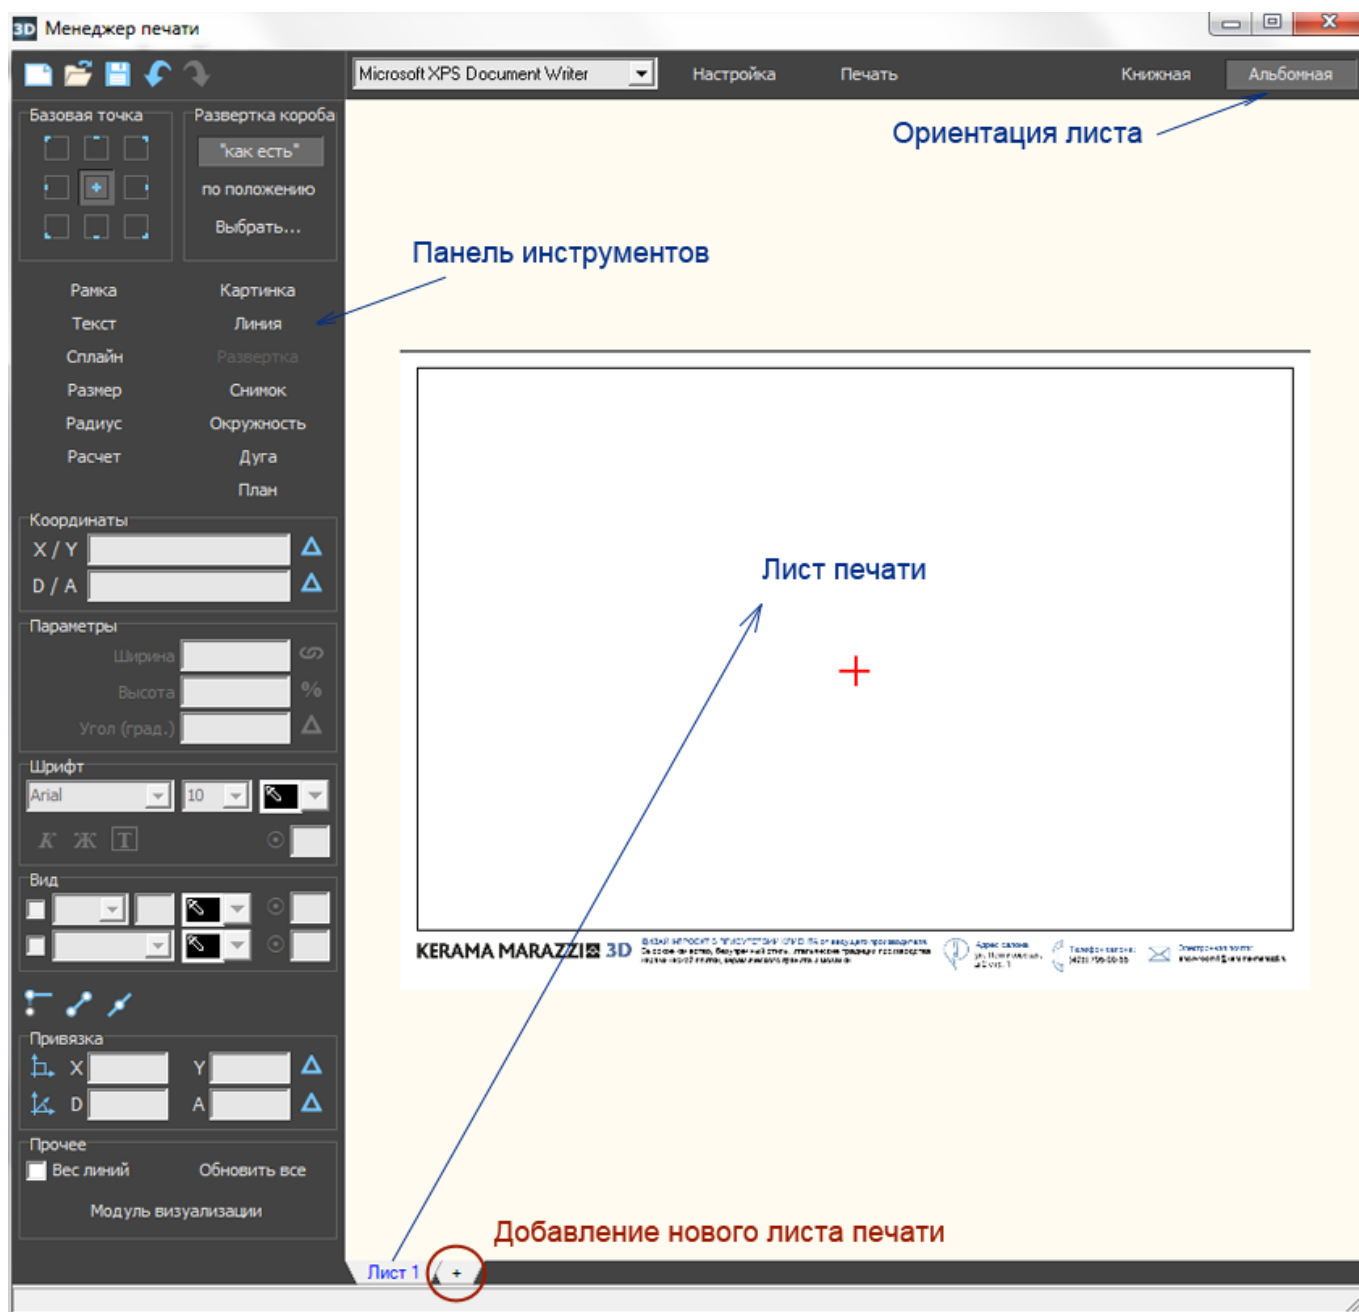 3D Менеджер печати
Microsoft XPS Document Writer Настройка Печать Книжная Альбомная
Базовая точка Развертка короба
"как есть"
по положению
Выбрать...
Ориентация листа
Панель инструментов
Рамка Картинка
Текст Линия
Сплайн Развертка
Размер Снимок
Радиус Окружность
Расчет Дуга
План
Координаты
X / Y
D / A
Параметры
Ширина
Высота %
Угол (град.)
Шрифт
Arial 10
К Ж T
Вид
Лист печати
KERAMA MARAZZI 3D
Адрес салона
Привязка
X Y
D A
Прочее
Вес линий Обновить все
Модуль визуализации
Добавление нового листа печати
Лист 1 +